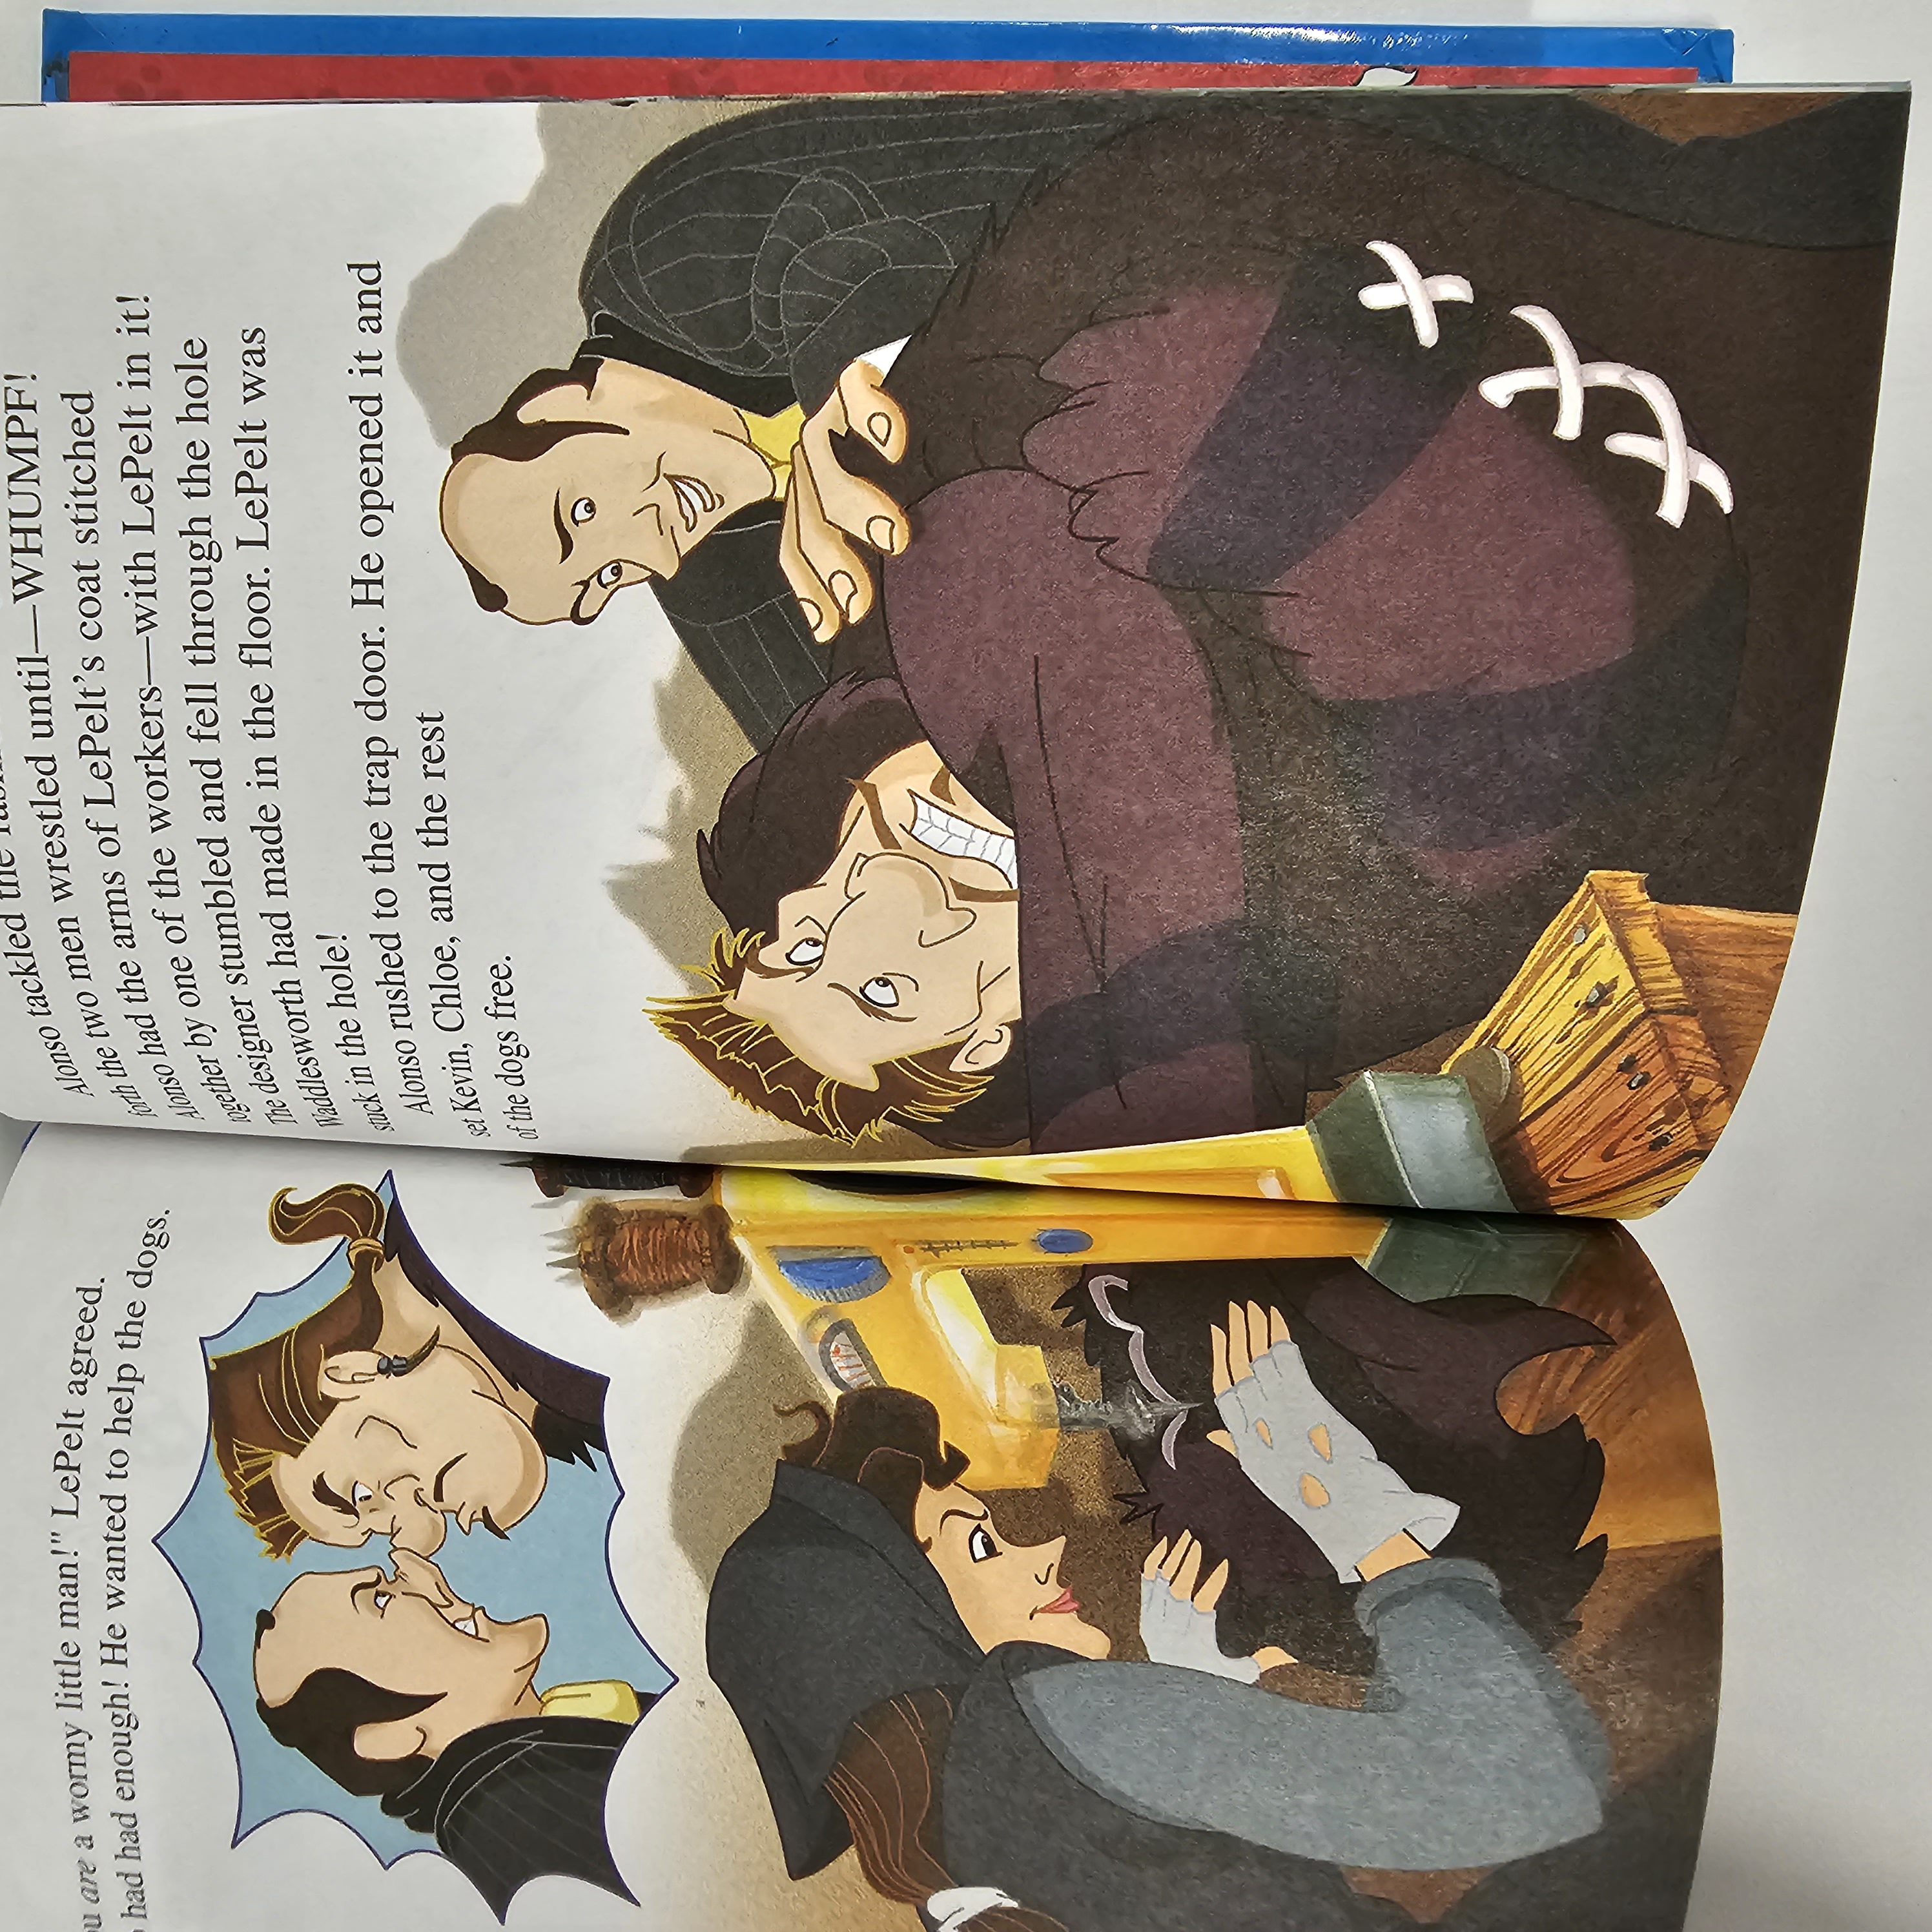 are a wormy little man!" LePelt agreed.
had had enough! He wanted to help the dogs.
Alonso tackled the
forth the two men wrestled until—WHUMPF!
Alonso had the arms of LePelt's coat stitched
together by one of the workers—with LePelt in it!
The designer stumbled and fell through the hole
Waddlesworth had made in the floor. LePelt was
stuck in the hole!
Alonso rushed to the trap door. He opened it and
set Kevin, Chloe, and the rest
of the dogs free.